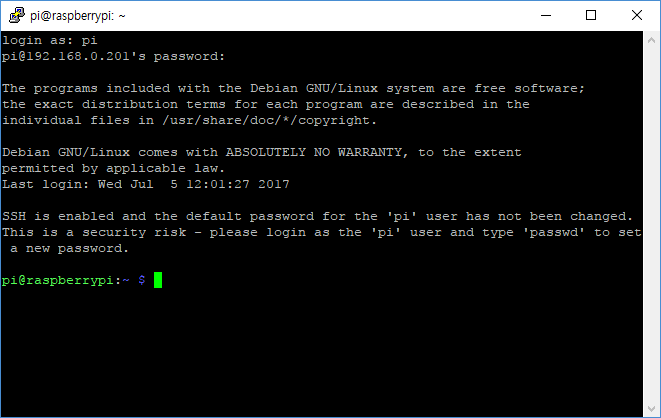 pi@raspberrypi: ~
login as: pi
pi@192.168.0.201's password:
The programs included with the Debian GNU/Linux system are free software;
the exact distribution terms for each program are described in the
individual files in /usr/share/doc/*/copyright.
Debian GNU/Linux comes with ABSOLUTELY NO WARRANTY, to the extent
permitted by applicable law.
Last login: Wed Jul  5 12:01:27 2017
SSH is enabled and the default password for the 'pi' user has not been changed.
This is a security risk - please login as the 'pi' user and type 'passwd' to set
 a new password.
pi@raspberrypi:~ $